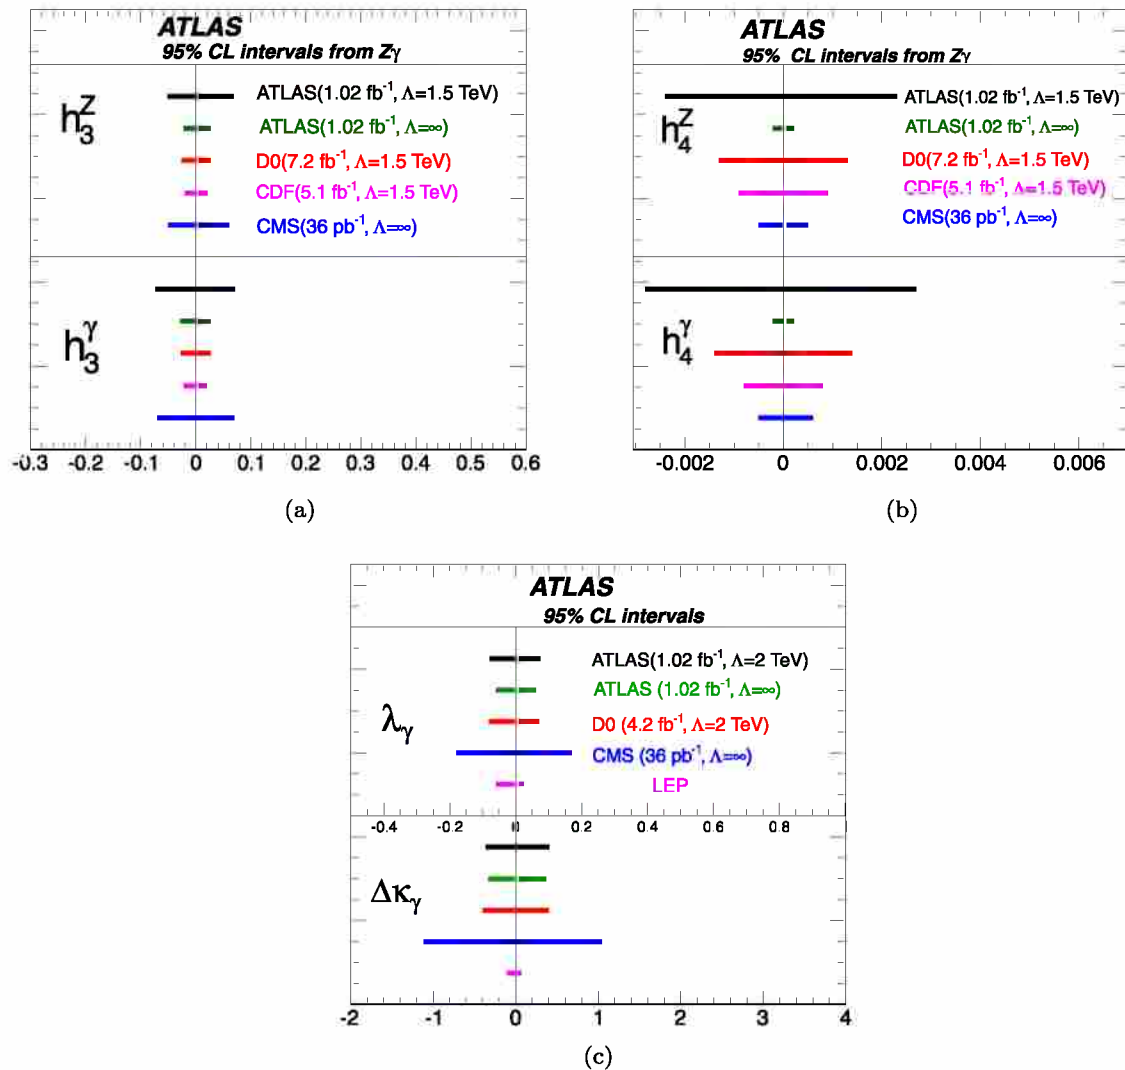 ATLAS
95% CL intervals from Zγ
h₃ᶻ
ATLAS(1.02 fb⁻¹, Λ=1.5 TeV)
ATLAS(1.02 fb⁻¹, Λ=∞)
D0(7.2 fb⁻¹, Λ=1.5 TeV)
CDF(5.1 fb⁻¹, Λ=1.5 TeV)
CMS(36 pb⁻¹, Λ=∞)
h₃ᵞ
-0.3 -0.2 -0.1 0 0.1 0.2 0.3 0.4 0.5 0.6
(a)
ATLAS
95% CL intervals from Zγ
h₄ᶻ
ATLAS(1.02 fb⁻¹, Λ=1.5 TeV)
ATLAS(1.02 fb⁻¹, Λ=∞)
D0(7.2 fb⁻¹, Λ=1.5 TeV)
CDF(5.1 fb⁻¹, Λ=1.5 TeV)
CMS(36 pb⁻¹, Λ=∞)
h₄ᵞ
-0.002 0 0.002 0.004 0.006
(b)
ATLAS
95% CL intervals
λᵧ
ATLAS(1.02 fb⁻¹, Λ=2 TeV)
ATLAS (1.02 fb⁻¹, Λ=∞)
D0 (4.2 fb⁻¹, Λ=2 TeV)
CMS (36 pb⁻¹, Λ=∞)
LEP
-0.4 -0.2 0 0.2 0.4 0.6 0.8 1
Δκᵧ
-2 -1 0 1 2 3 4
(c)